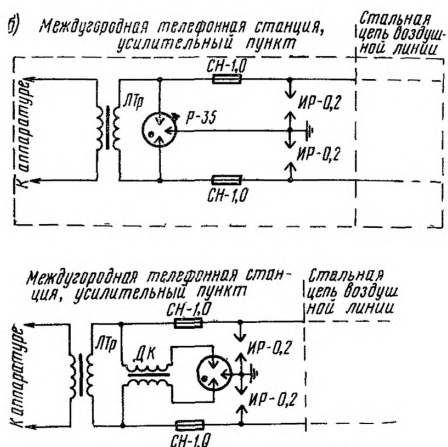 б) Междугородная телефонная станция,
усилительный пункт
Стальная
цепь воздуш-
ной линии
СН-1,0
К аппаратуре
ЛТр
Р-35
ИР-0,2
ИР-0,2
СН-1,0
Междугородная телефонная стан-
ция, усилительный пункт
Стальная
цепь воздуш
ной линии
СН-1,0
К аппаратуре
ЛТр
ДК
ИР-0,2
ИР-0,2
СН-1,0